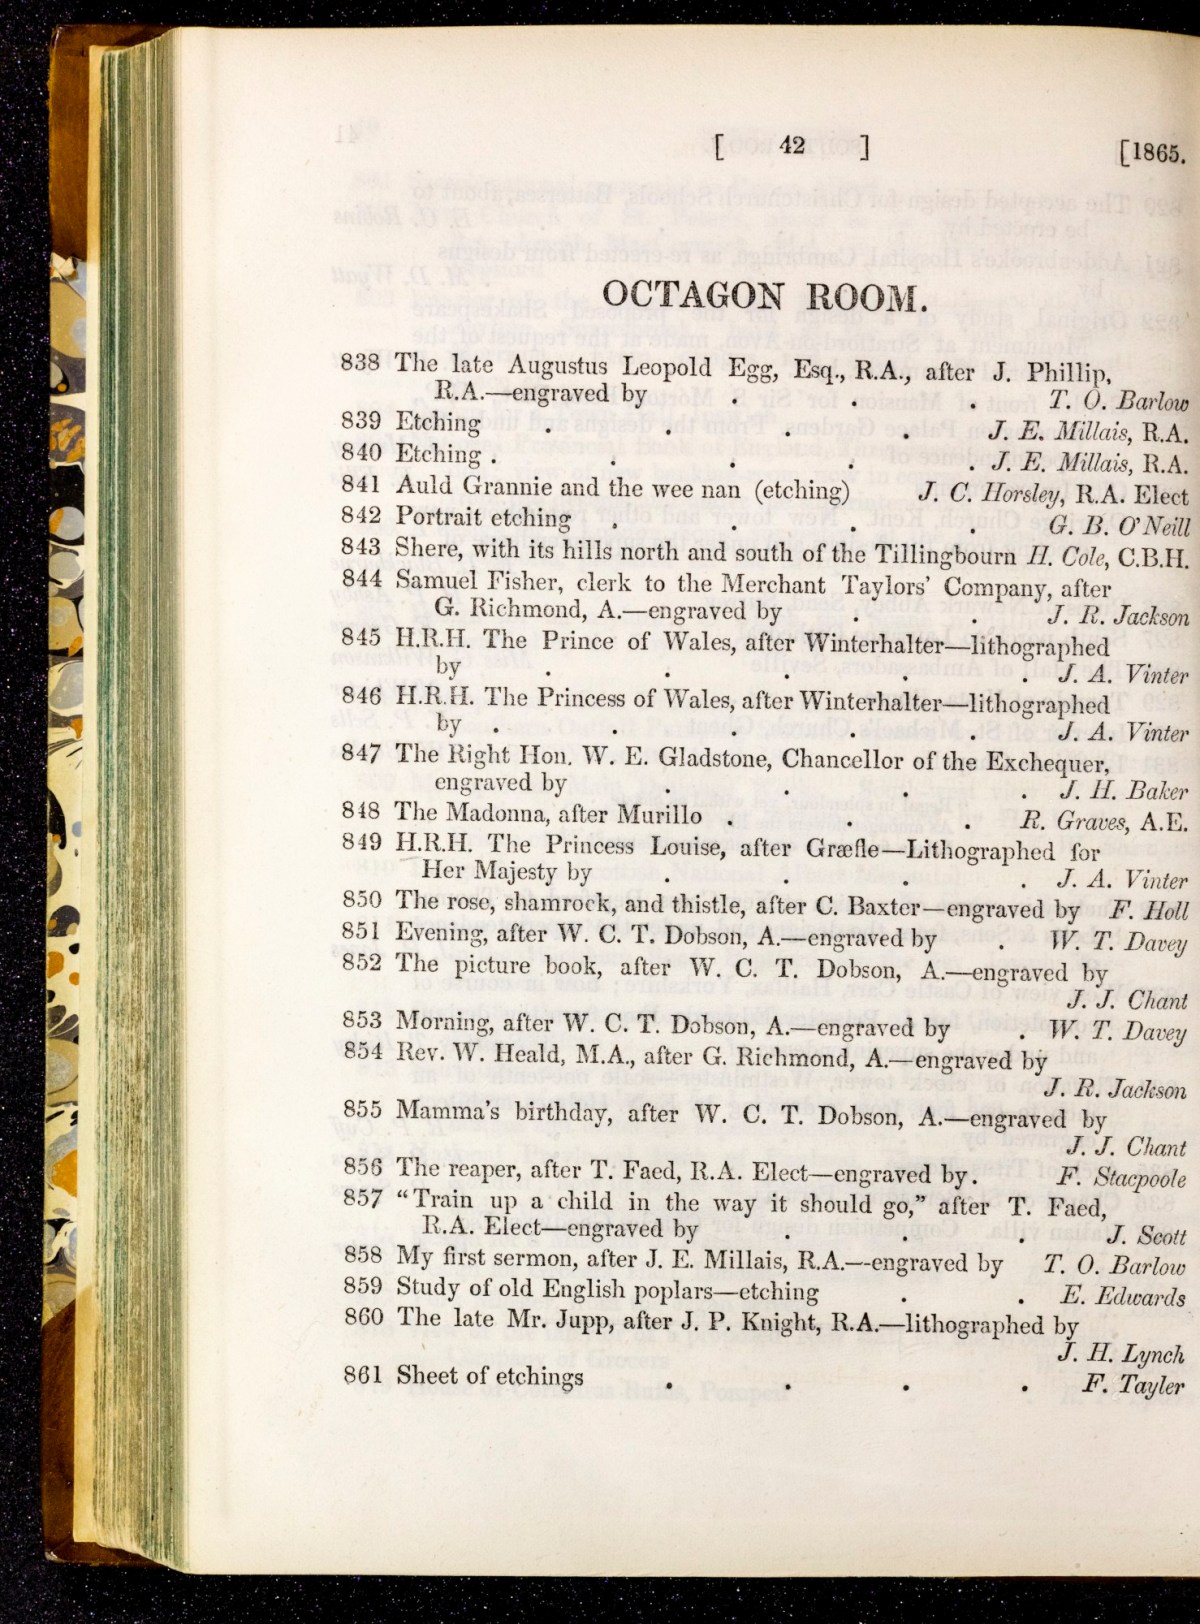 [ 42 ] [1865.
OCTAGON ROOM.
838 The late Augustus Leopold Egg, Esq., R.A., after J. Phillip,
R.A.—engraved by . . . T. O. Barlow
839 Etching . . . . J. E. Millais, R.A.
840 Etching . . . . . J. E. Millais, R.A.
841 Auld Grannie and the wee nan (etching) J. C. Horsley, R.A. Elect
842 Portrait etching . . . . G. B. O'Neill
843 Shere, with its hills north and south of the Tillingbourn H. Cole, C.B.H.
844 Samuel Fisher, clerk to the Merchant Taylors' Company, after
G. Richmond, A.—engraved by . . J. R. Jackson
845 H.R.H. The Prince of Wales, after Winterhalter—lithographed
by . . . . . J. A. Vinter
846 H.R.H. The Princess of Wales, after Winterhalter—lithographed
by . . . . . J. A. Vinter
847 The Right Hon. W. E. Gladstone, Chancellor of the Exchequer,
engraved by . . . . J. H. Baker
848 The Madonna, after Murillo . . . R. Graves, A.E.
849 H.R.H. The Princess Louise, after Græfle—Lithographed for
Her Majesty by . . . . J. A. Vinter
850 The rose, shamrock, and thistle, after C. Baxter—engraved by F. Holl
851 Evening, after W. C. T. Dobson, A.—engraved by . W. T. Davey
852 The picture book, after W. C. T. Dobson, A.—engraved by
J. J. Chant
853 Morning, after W. C. T. Dobson, A.—engraved by . W. T. Davey
854 Rev. W. Heald, M.A., after G. Richmond, A.—engraved by
J. R. Jackson
855 Mamma's birthday, after W. C. T. Dobson, A.—engraved by
J. J. Chant
856 The reaper, after T. Faed, R.A. Elect—engraved by . F. Stacpoole
857 "Train up a child in the way it should go," after T. Faed,
R.A. Elect—engraved by . . . J. Scott
858 My first sermon, after J. E. Millais, R.A.—engraved by T. O. Barlow
859 Study of old English poplars—etching . . E. Edwards
860 The late Mr. Jupp, after J. P. Knight, R.A.—lithographed by
J. H. Lynch
861 Sheet of etchings . . . . F. Tayler